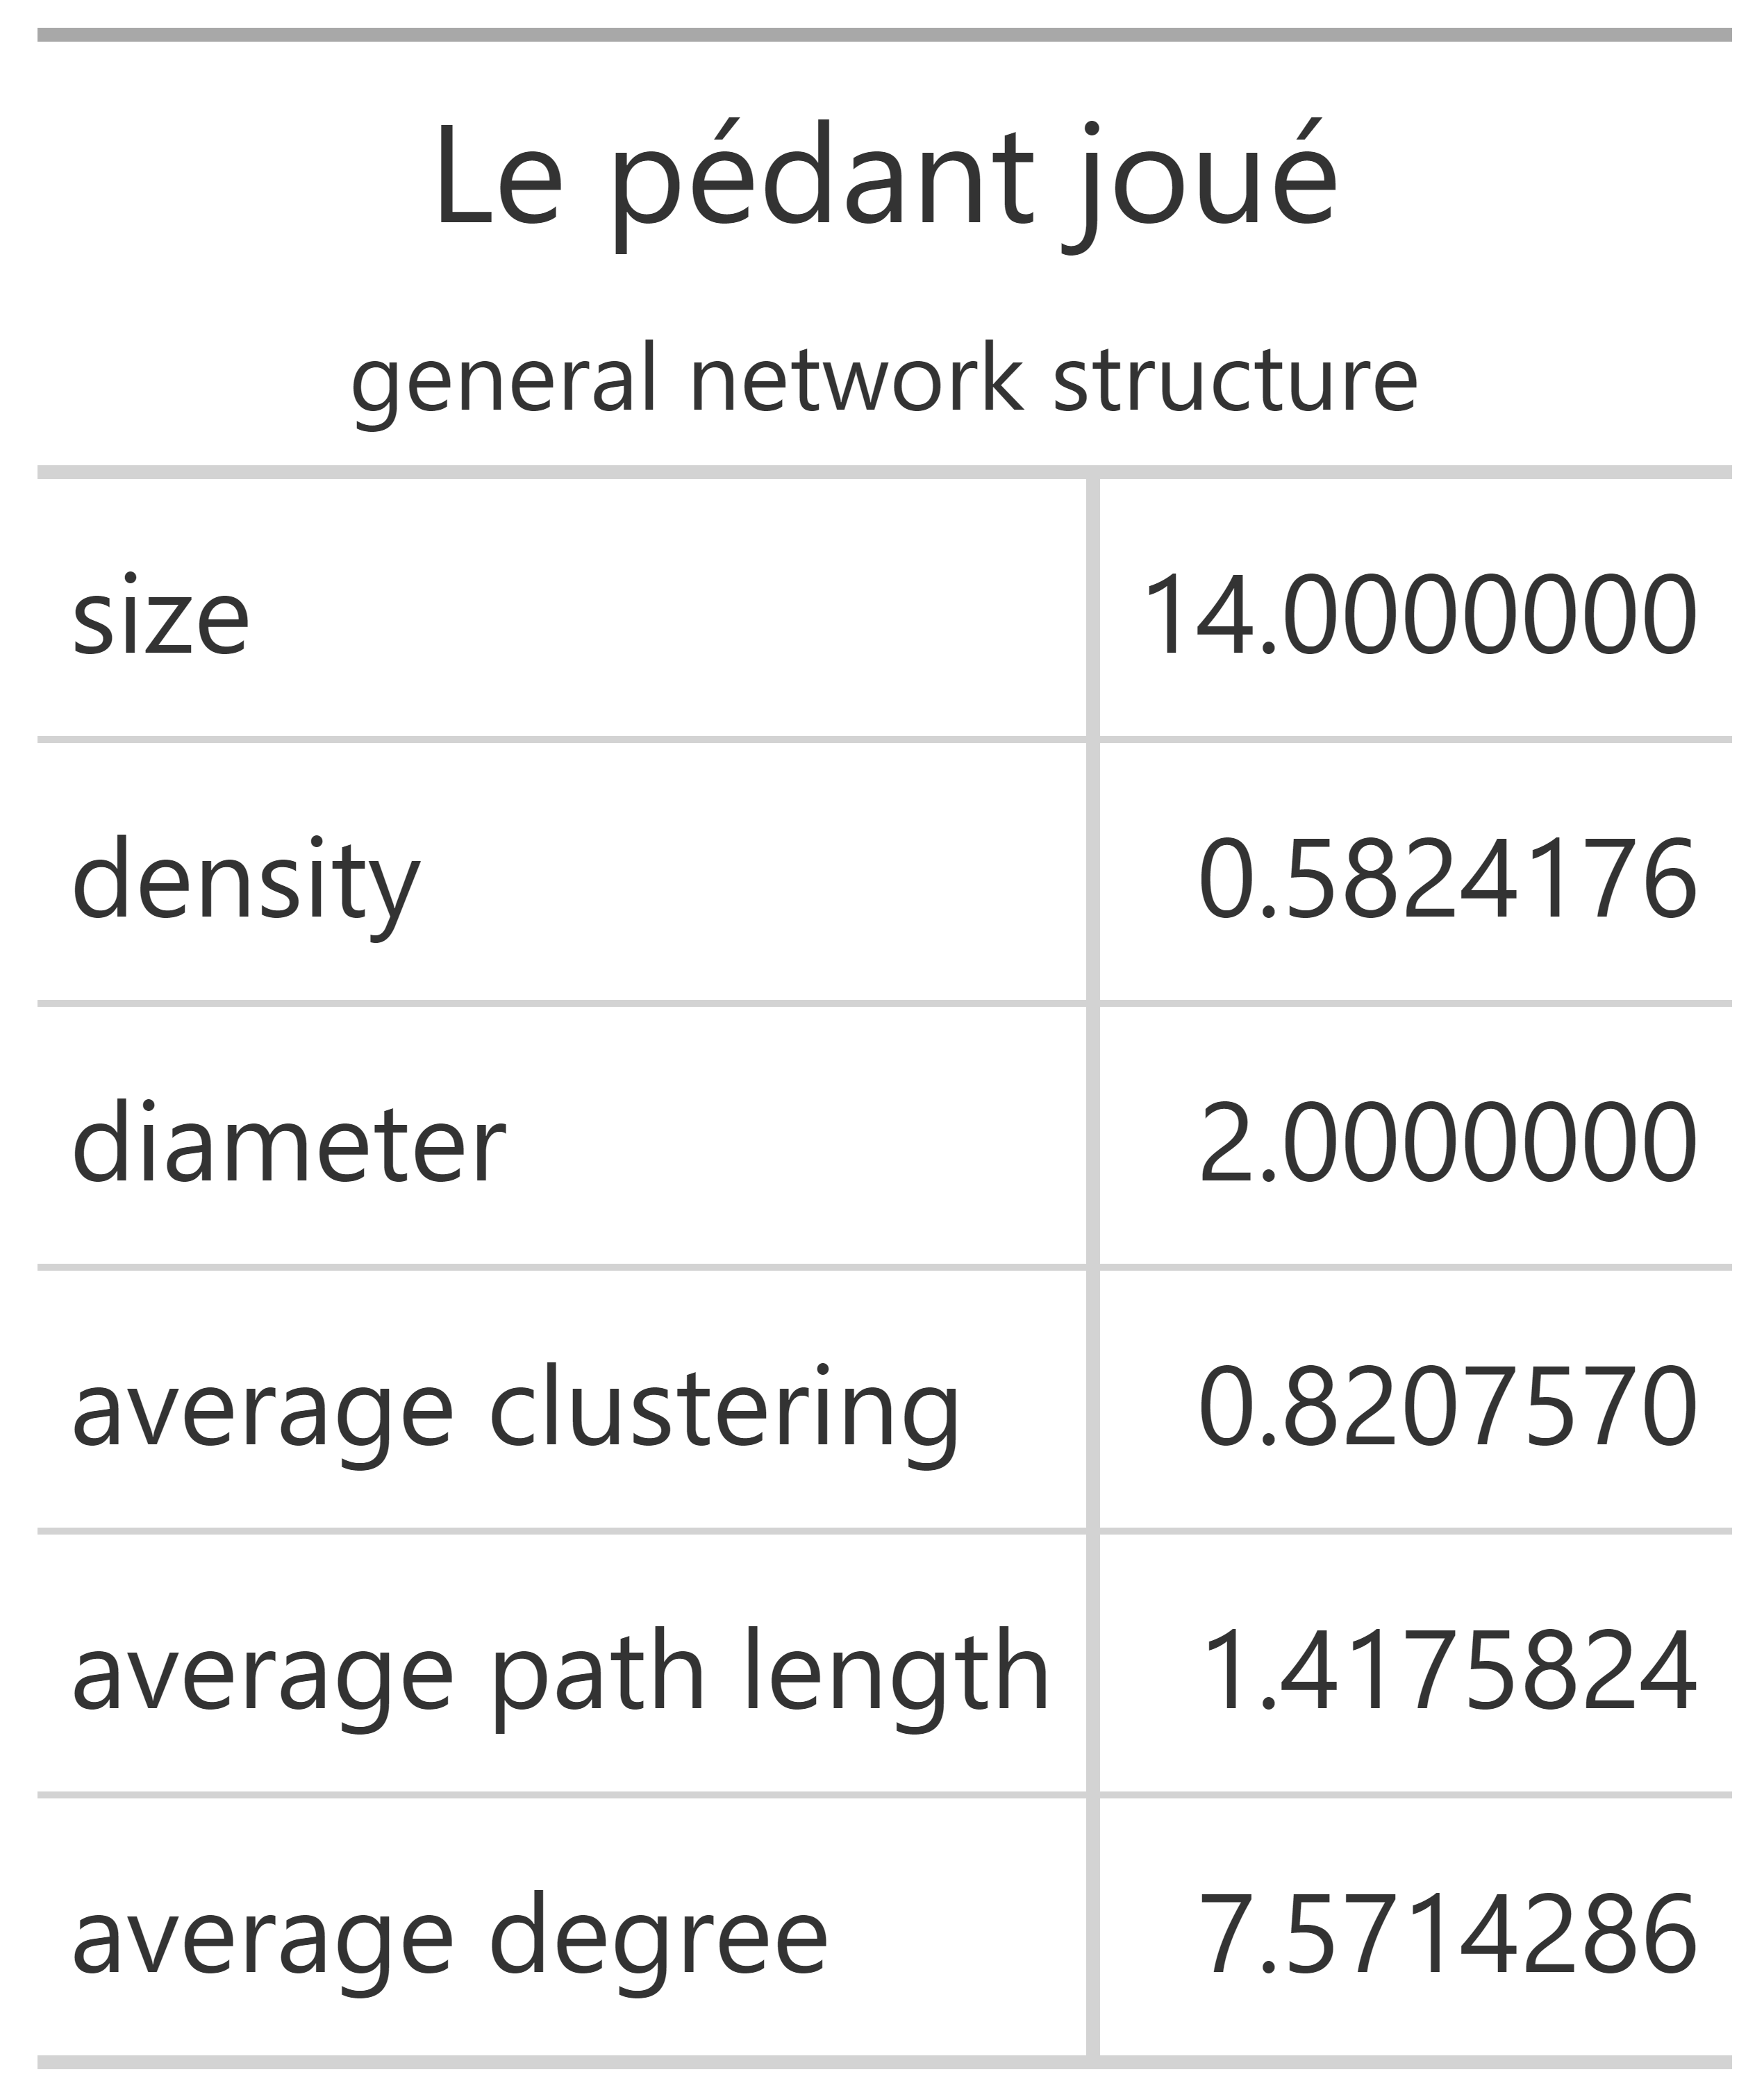 Le pédant joué
general network structure
size 14.0000000
density 0.5824176
diameter 2.0000000
average clustering 0.8207570
average path length 1.4175824
average degree 7.5714286